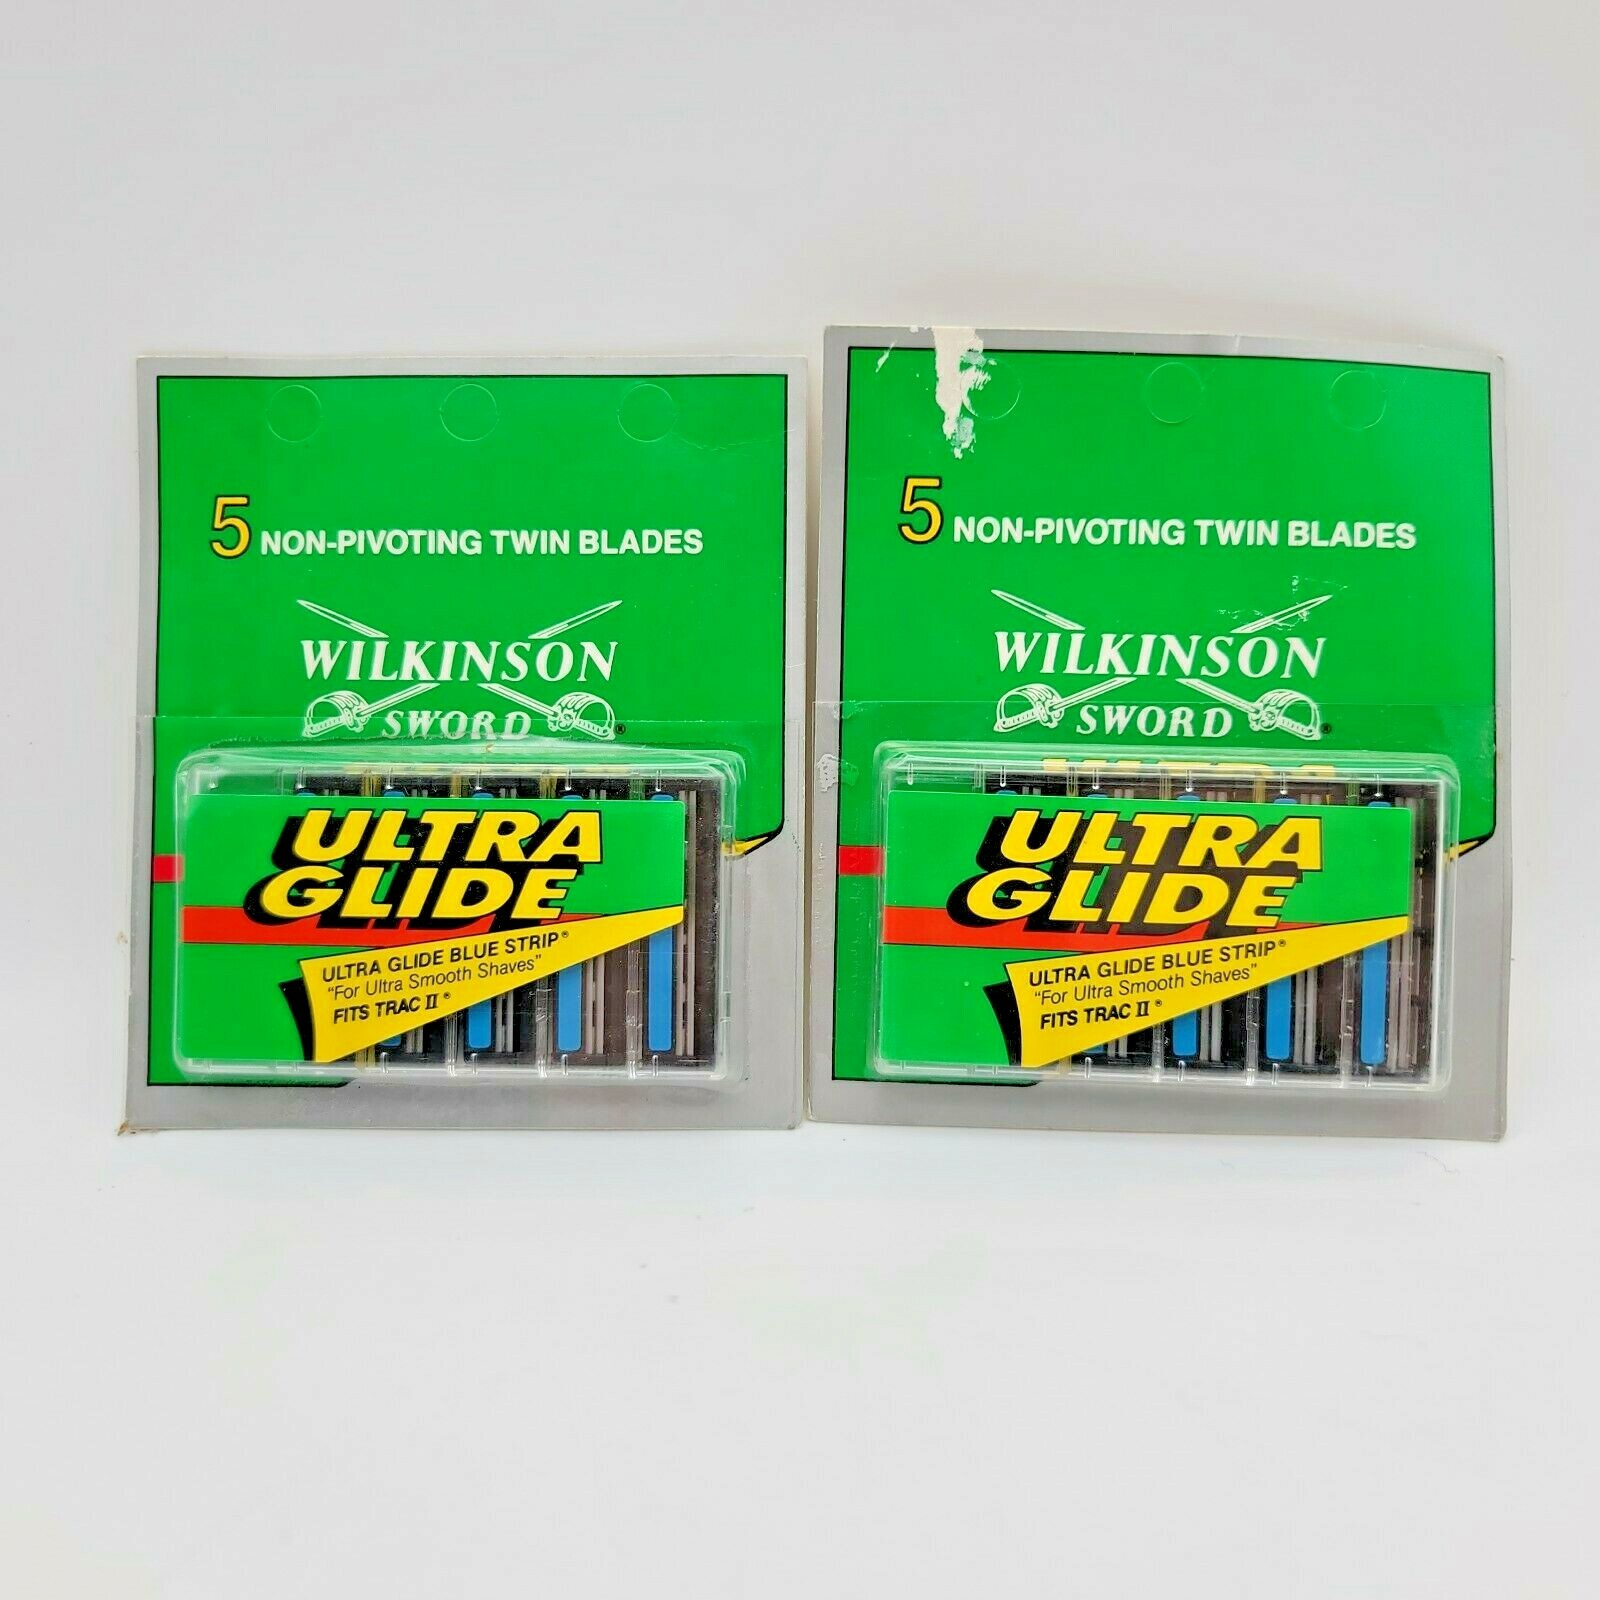 5 NON-PIVOTING TWIN BLADES
WILKINSON
SWORD®
ULTRA
GLIDE
ULTRA GLIDE BLUE STRIP®
"For Ultra Smooth Shaves"
FITS TRAC II®
5 NON-PIVOTING TWIN BLADES
WILKINSON
SWORD®
ULTRA
ULTRA
GLIDE
ULTRA GLIDE BLUE STRIP®
"For Ultra Smooth Shaves"
FITS TRAC II®